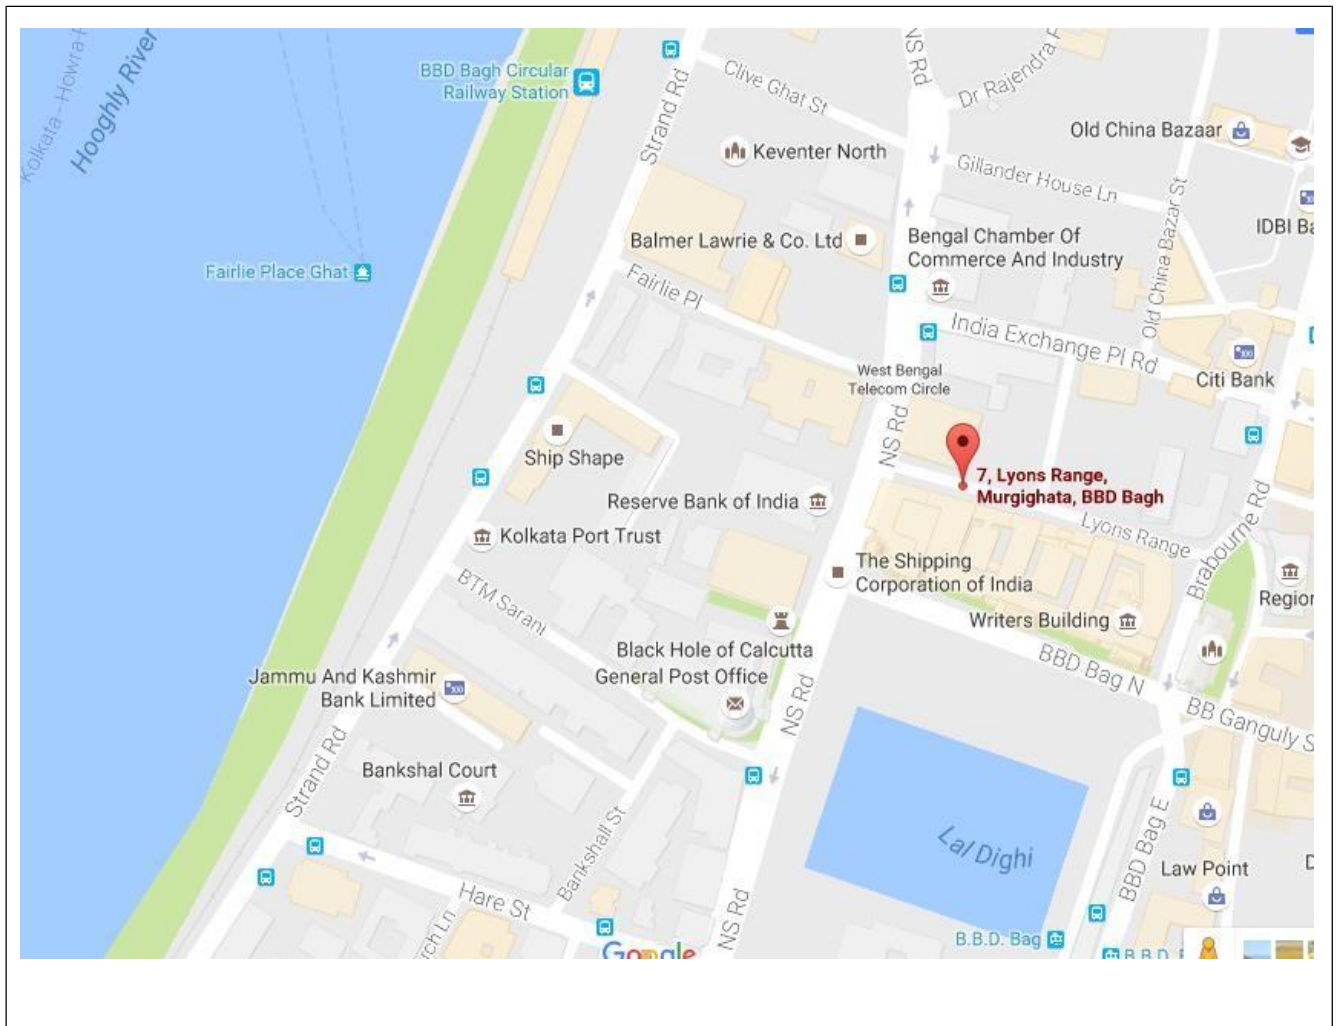 Kolkata - Howra
Hooghly River
BBD Bagh Circular
Railway Station
Strand Rd
Clive Ghat St
NS Rd
Dr Rajendra
Old China Bazaar
Keventer North
Gillander House Ln
Old China Bazar St
IDBI Ba
Balmer Lawrie & Co. Ltd
Bengal Chamber Of
Commerce And Industry
Fairlie Place Ghat
Fairlie Pl
India Exchange Pl Rd
West Bengal
Telecom Circle
Citi Bank
NS Rd
Ship Shape
7, Lyons Range,
Murgighata, BBD Bagh
Reserve Bank of India
Lyons Range
Brabourne Rd
Kolkata Port Trust
The Shipping
Corporation of India
Region
BTM Sarani
Writers Building
Black Hole of Calcutta
General Post Office
BBD Bag N
Jammu And Kashmir
Bank Limited
NS Rd
BB Ganguly S
Strand Rd
Bankshal Court
Bankshall St
Lal Dighi
BBD Bag E
Law Point
Hare St
rch Ln
NS Rd
B.B.D. Bag
Google
B.B.D.